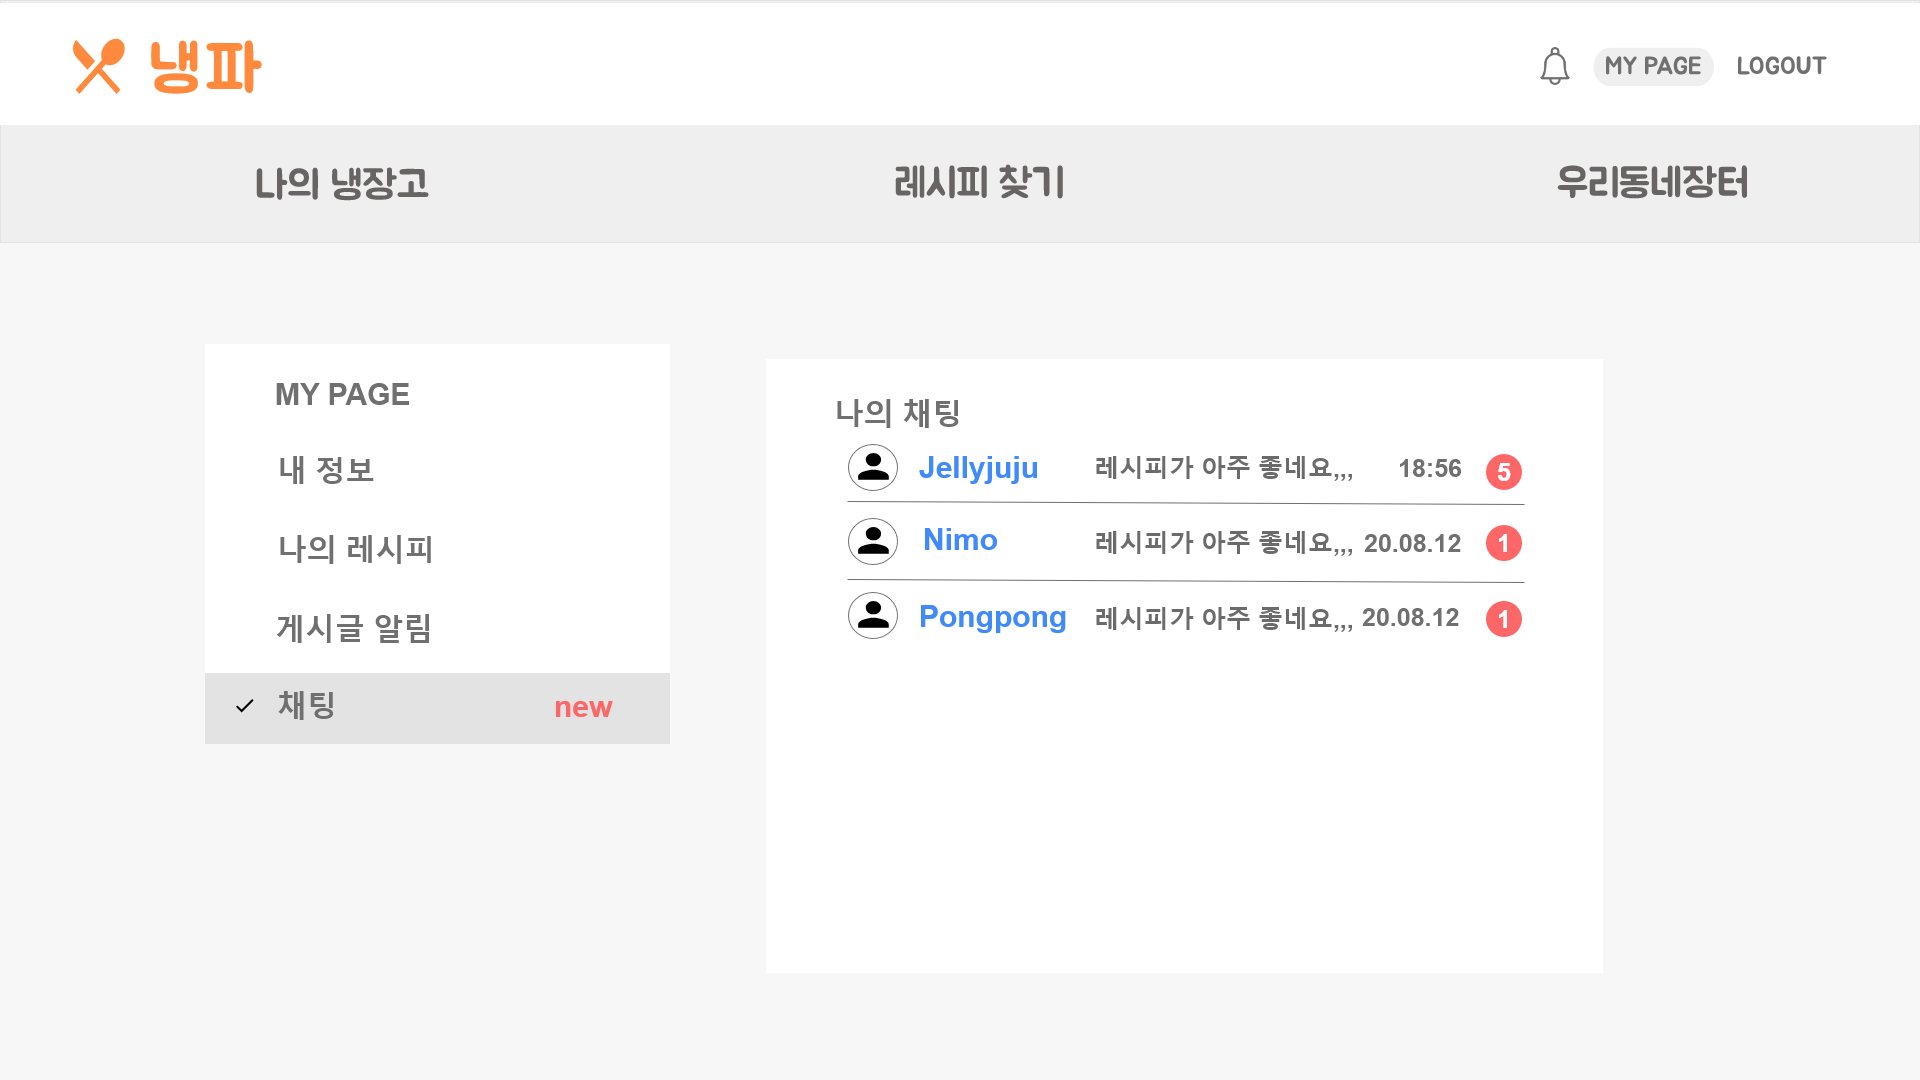 냉파
MY PAGE
LOGOUT
나의 냉장고
레시피 찾기
우리동네장터
MY PAGE
내 정보
나의 레시피
게시글 알림
채팅 new
나의 채팅
Jellyjuju 레시피가 아주 좋네요,,, 18:56 5
Nimo 레시피가 아주 좋네요,,, 20.08.12 1
Pongpong 레시피가 아주 좋네요,,, 20.08.12 1